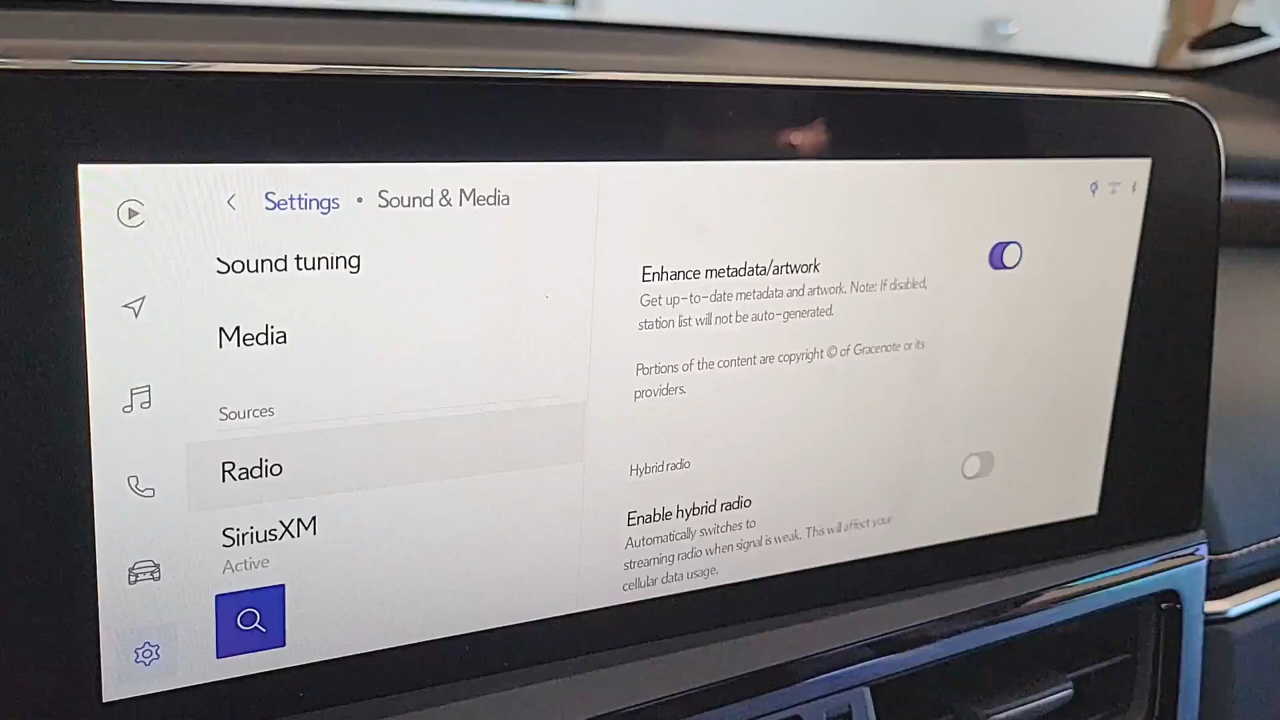 Settings • Sound & Media
Sound tuning
Media
Sources
Radio
SiriusXM
Active
Enhance metadata/artwork
Get up-to-date metadata and artwork. Note: If disabled,
station list will not be auto-generated.
Portions of the content are copyright © of Gracenote or its
providers.
Hybrid radio
Enable hybrid radio
Automatically switches to
streaming radio when signal is weak. This will affect your
cellular data usage.